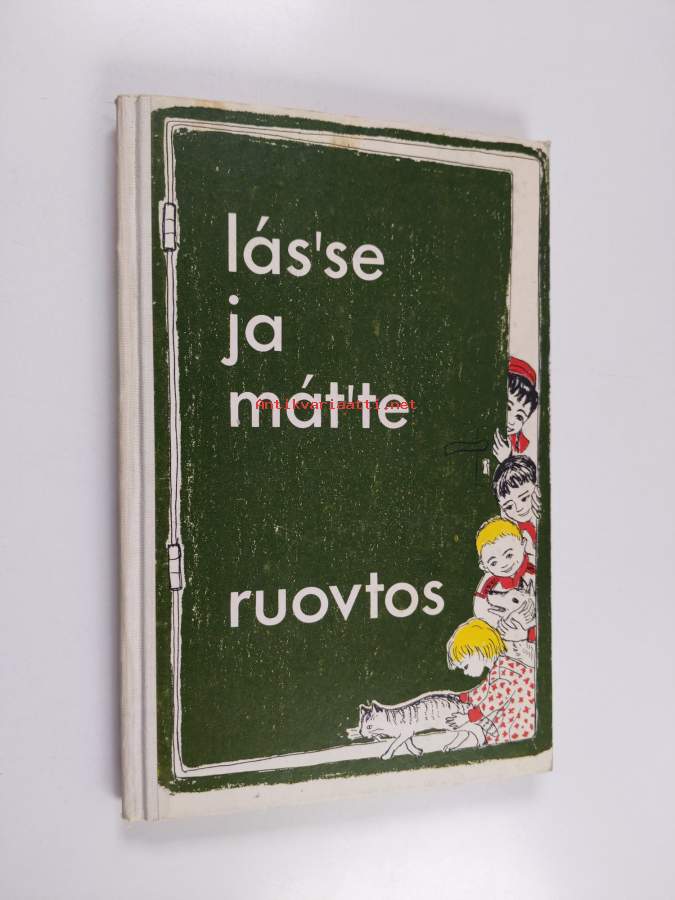 lás'se
ja
mát'te
Antikvariaatti.net
ruovtos